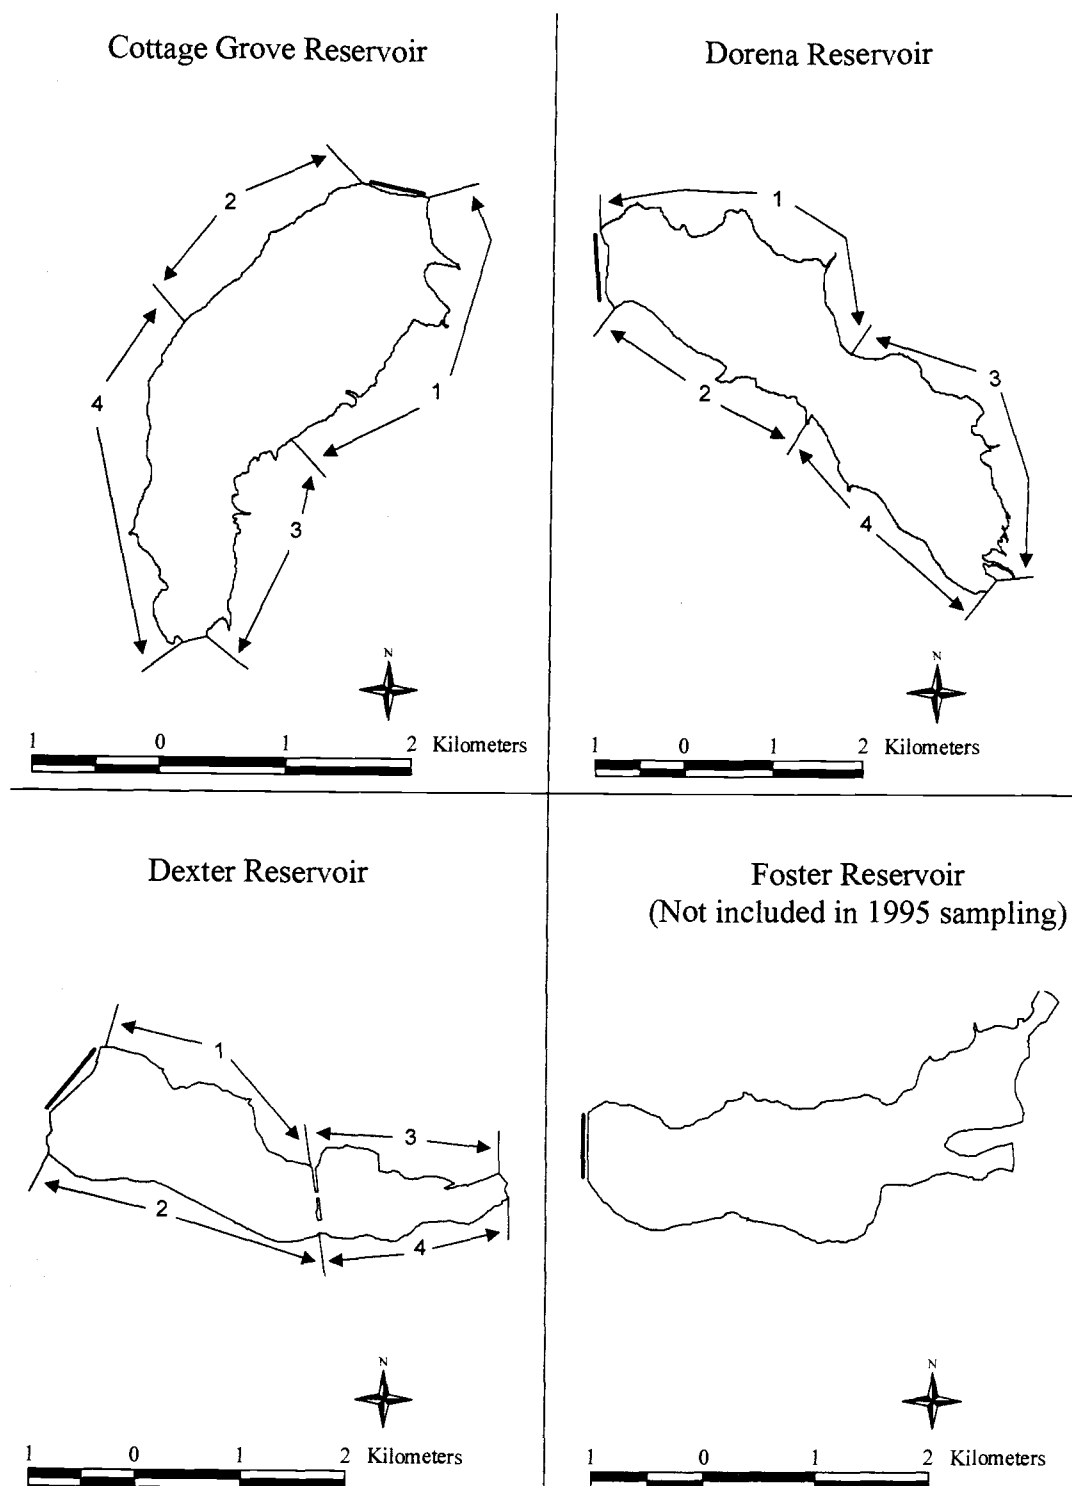 Cottage Grove Reservoir
2
1
4
3
N
1 0 1 2 Kilometers
Dorena Reservoir
1
3
2
4
N
1 0 1 2 Kilometers
Dexter Reservoir
1
3
2
4
N
1 0 1 2 Kilometers
Foster Reservoir
(Not included in 1995 sampling)
N
1 0 1 2 Kilometers